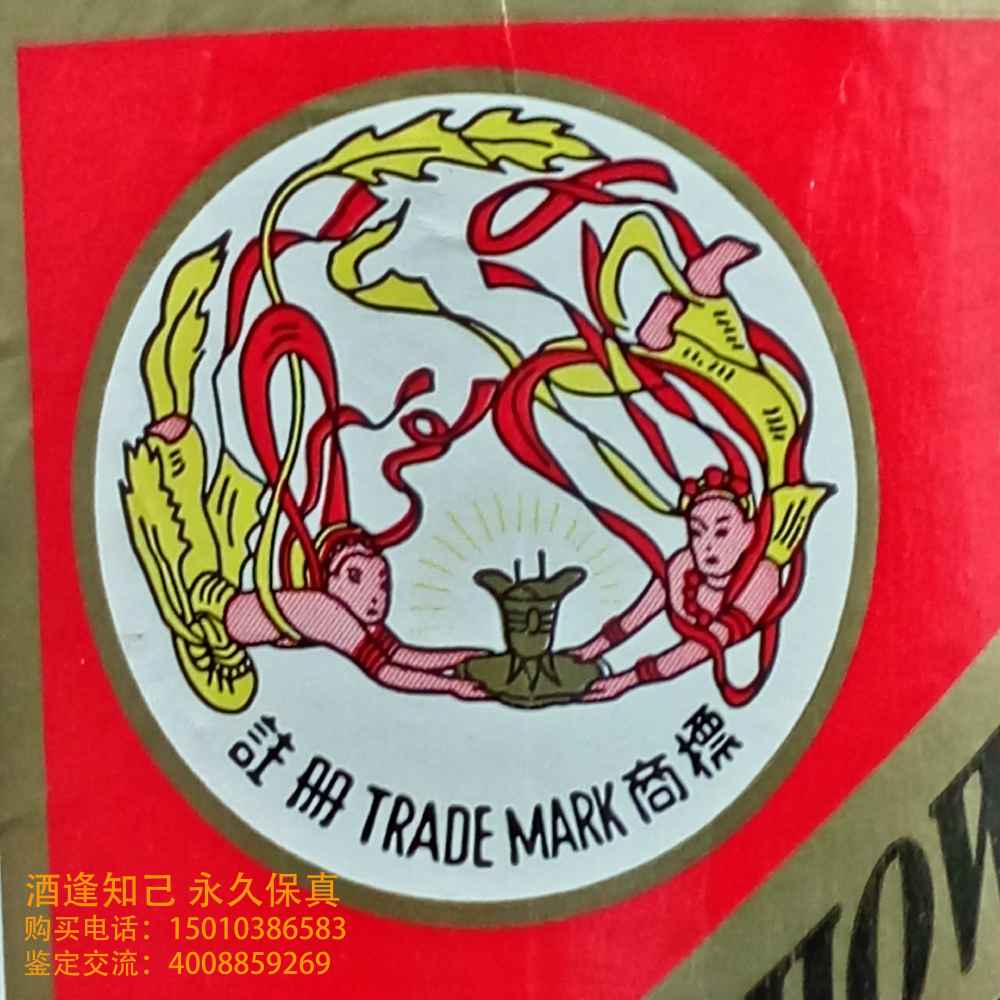 註冊 TRADE MARK 商標
酒逢知己 永久保真
购买电话：15010386583
鉴定交流：4008859269